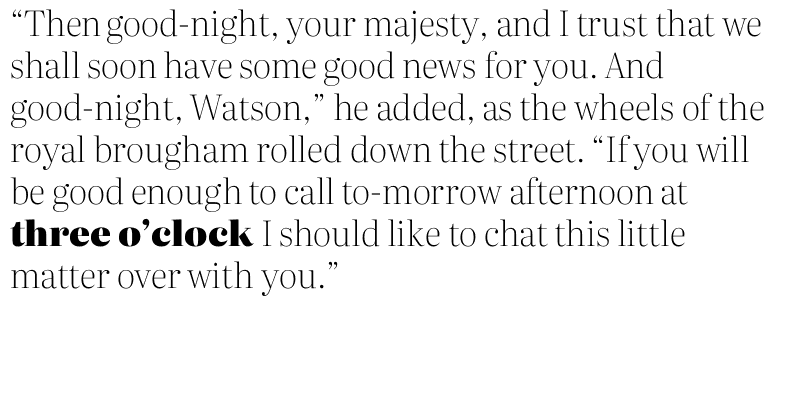 “Then good-night, your majesty, and I trust that we
shall soon have some good news for you. And
good-night, Watson,” he added, as the wheels of the
royal brougham rolled down the street. “If you will
be good enough to call to-morrow afternoon at
three o’clock I should like to chat this little
matter over with you.”